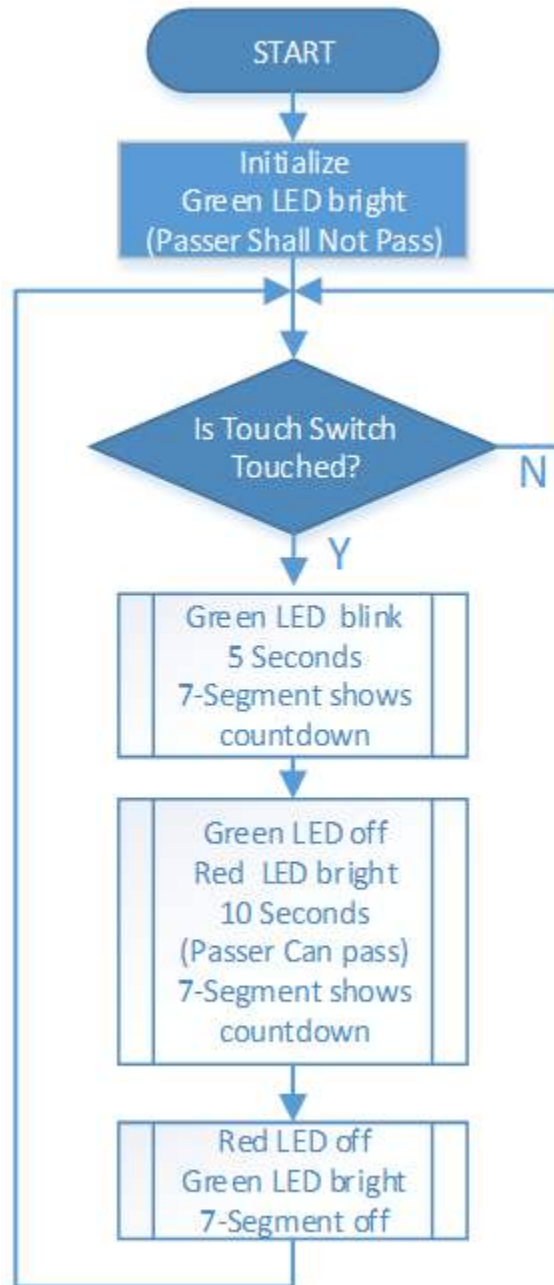 START
Initialize
Green LED bright
(Passer Shall Not Pass)
Is Touch Switch
Touched?
N
Y
Green LED blink
5 Seconds
7-Segment shows
countdown
Green LED off
Red LED bright
10 Seconds
(Passer Can pass)
7-Segment shows
countdown
Red LED off
Green LED bright
7-Segment off